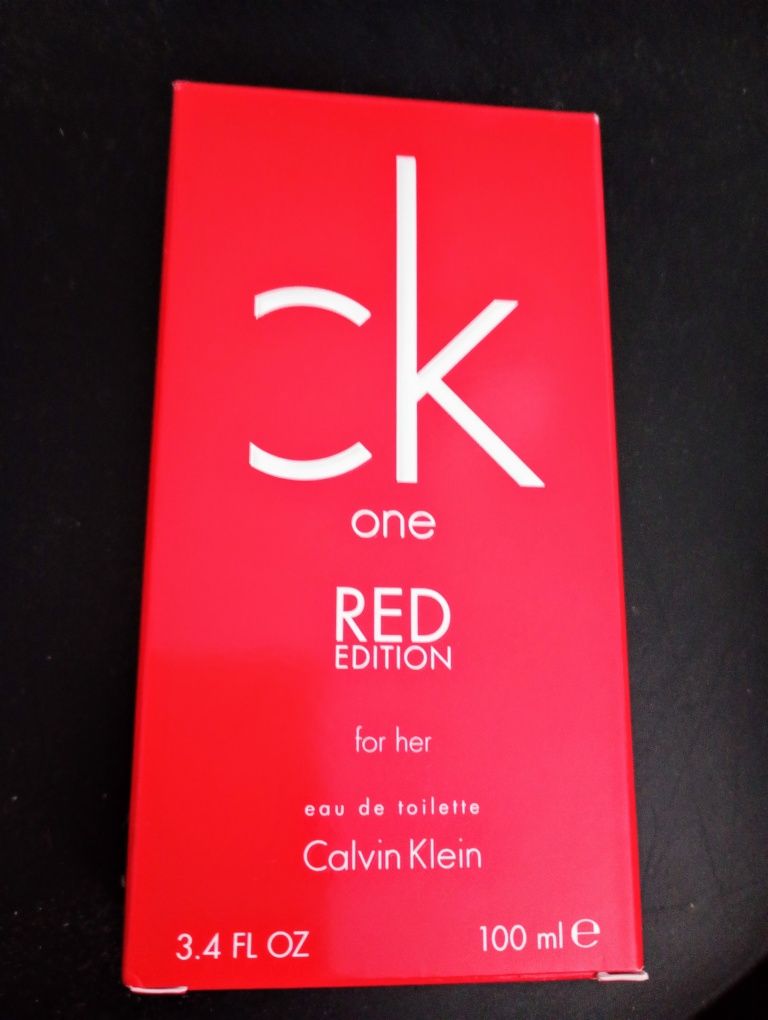 ck
one
RED
EDITION
for her
eau de toilette
Calvin Klein
3.4 FL OZ 100 ml ℮